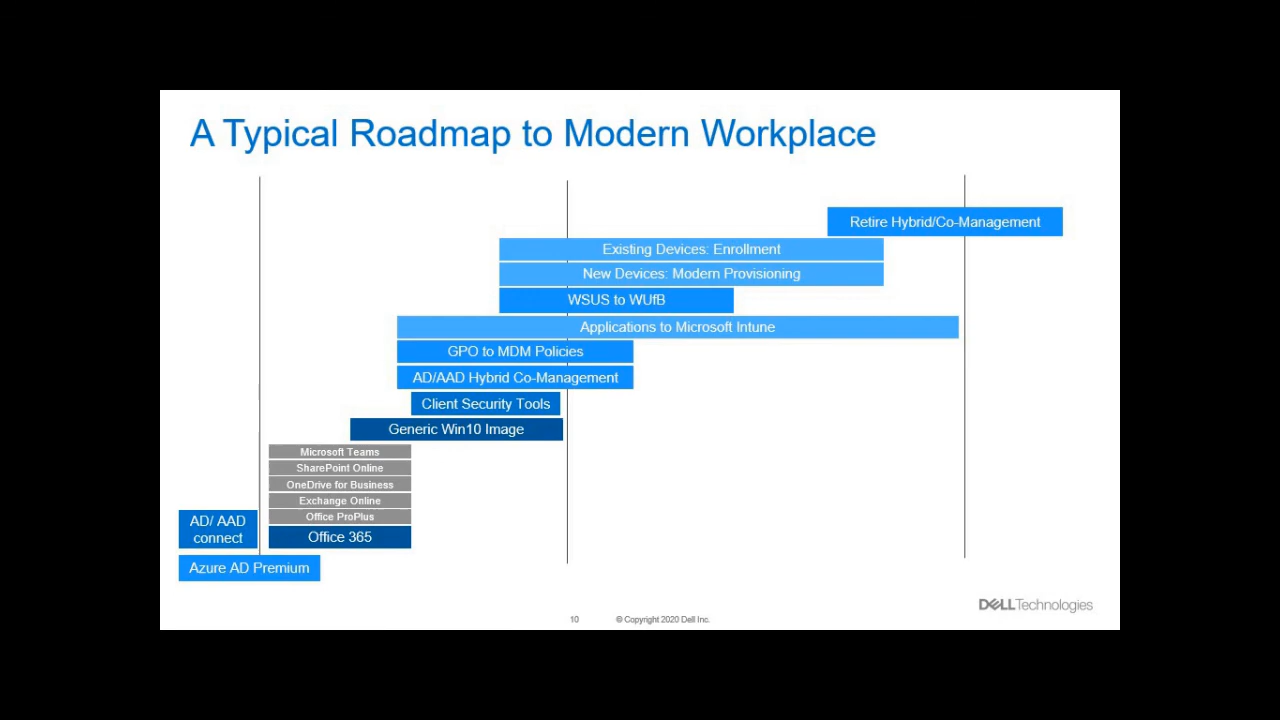 A Typical Roadmap to Modern Workplace
Retire Hybrid/Co-Management
Existing Devices: Enrollment
New Devices: Modern Provisioning
WSUS to WUfB
Applications to Microsoft Intune
GPO to MDM Policies
AD/AAD Hybrid Co-Management
Client Security Tools
Generic Win10 Image
Microsoft Teams
SharePoint Online
OneDrive for Business
Exchange Online
Office ProPlus
Office 365
AD/ AAD
connect
Azure AD Premium
DELLTechnologies
10
© Copyright 2020 Dell Inc.